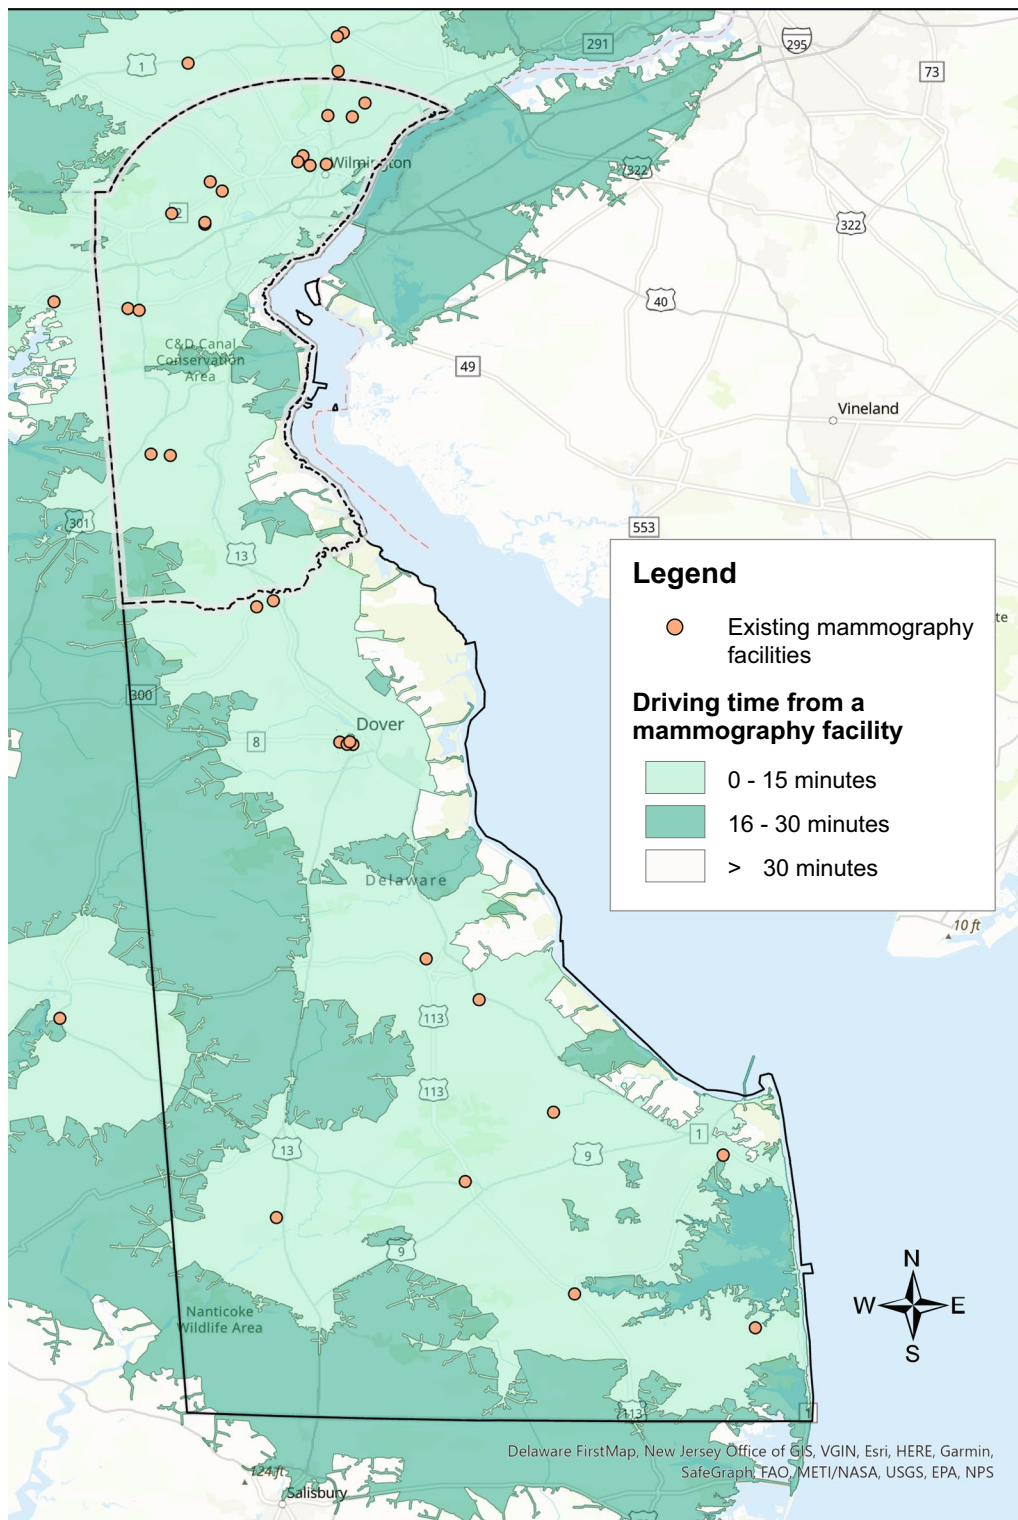 291
295
1
73
322
Wilmington
2
322
40
C&D Canal
Conservation
Area
49
Vineland
301
13
553
Legend
Existing mammography
facilities
te
Driving time from a
mammography facility
0 - 15 minutes
16 - 30 minutes
> 30 minutes
300
Dover
8
Delaware
10 ft
113
113
1
13
9
9
N
W E
S
Nanticoke
Wildlife Area
113
1
Delaware FirstMap, New Jersey Office of GIS, VGIN, Esri, HERE, Garmin,
SafeGraph, FAO, METI/NASA, USGS, EPA, NPS
124 ft
Salisbury